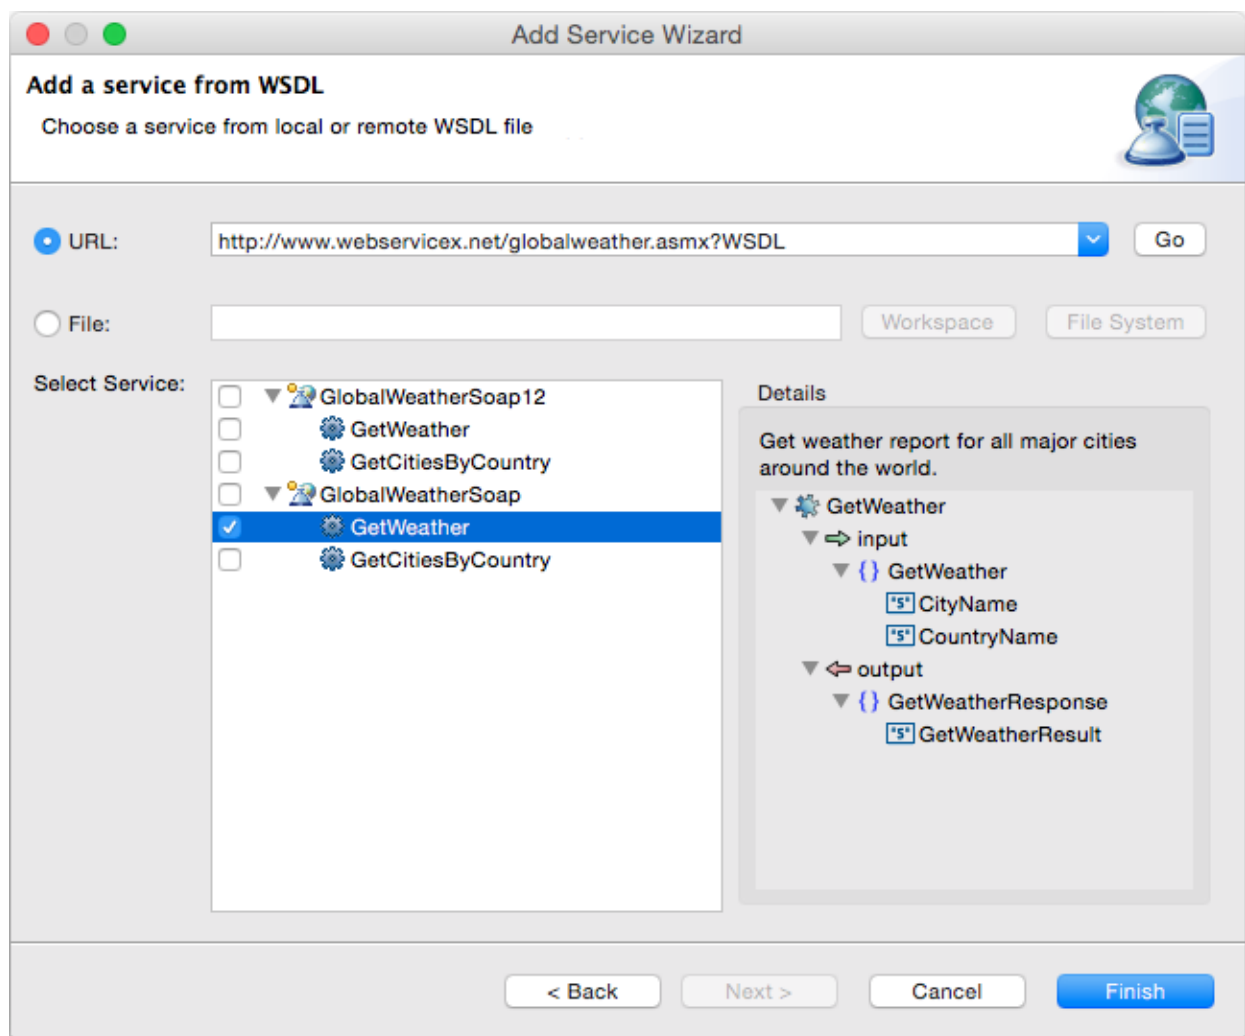 Add Service Wizard
Add a service from WSDL
Choose a service from local or remote WSDL file
URL:
http://www.webservicex.net/globalweather.asmx?WSDL
Go
File:
Workspace
File System
Select Service:
GlobalWeatherSoap12
GetWeather
GetCitiesByCountry
GlobalWeatherSoap
GetWeather
GetCitiesByCountry
Details
Get weather report for all major cities
around the world.
GetWeather
input
{} GetWeather
"S" CityName
"S" CountryName
output
{} GetWeatherResponse
"S" GetWeatherResult
< Back
Next >
Cancel
Finish